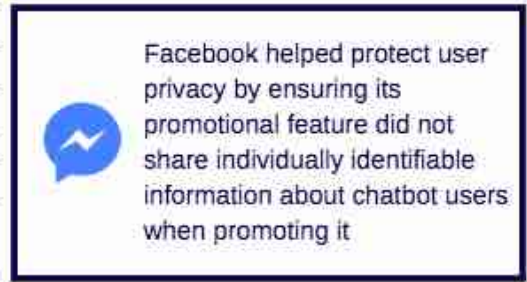 Facebook helped protect user
privacy by ensuring its
promotional feature did not
share individually identifiable
information about chatbot users
when promoting it